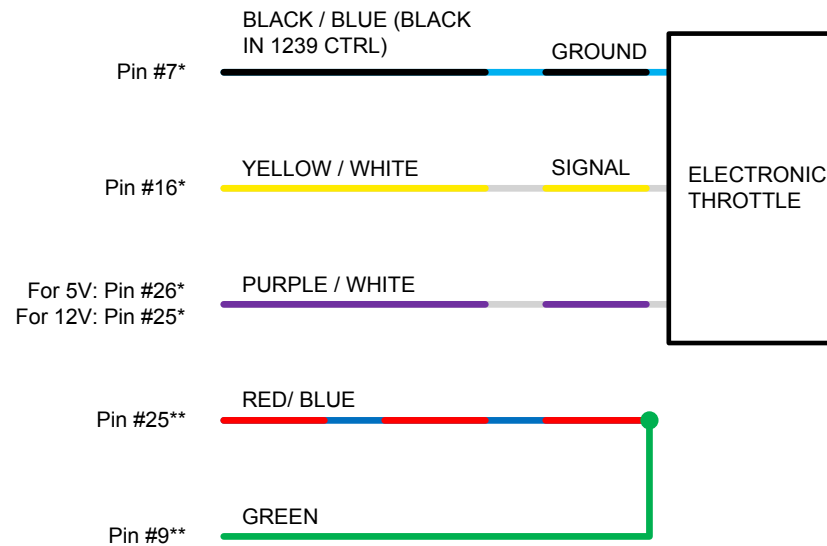 BLACK / BLUE (BLACK
IN 1239 CTRL)
GROUND
Pin #7*
YELLOW / WHITE
SIGNAL
Pin #16*
ELECTRONIC
THROTTLE
PURPLE / WHITE
For 5V: Pin #26*
For 12V: Pin #25*
RED/ BLUE
Pin #25**
GREEN
Pin #9**